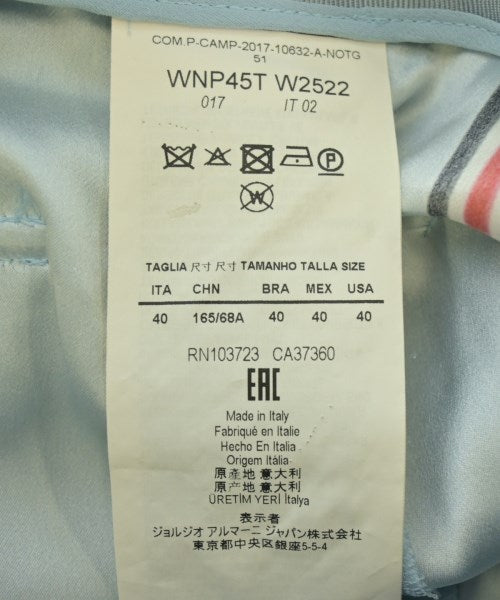 COM.P-CAMP-2017-10632-A-NOTG
51
WNP45T W2522
017 IT 02
P
W
TAGLIA 尺寸 尺寸 TAMANHO TALLA SIZE
ITA CHN BRA MEX USA
40 165/68A 40 40 40
RN103723 CA37360
EAC
Made in Italy
Fabriqué en Italie
Hecho En Italia
Origem Itália
原產地 意大利
原产地 意大利
ÜRETİM YERİ İtalya
表示者
ジョルジオ アルマーニ ジャパン株式会社
東京都中央区銀座5-5-4